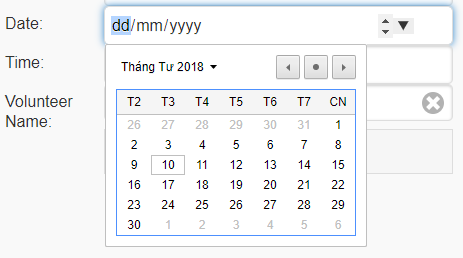 Date: dd/mm/yyyy
Time:
Tháng Tư 2018
Volunteer
Name:
T2 T3 T4 T5 T6 T7 CN
26 27 28 29 30 31 1
2 3 4 5 6 7 8
9 10 11 12 13 14 15
16 17 18 19 20 21 22
23 24 25 26 27 28 29
30 1 2 3 4 5 6